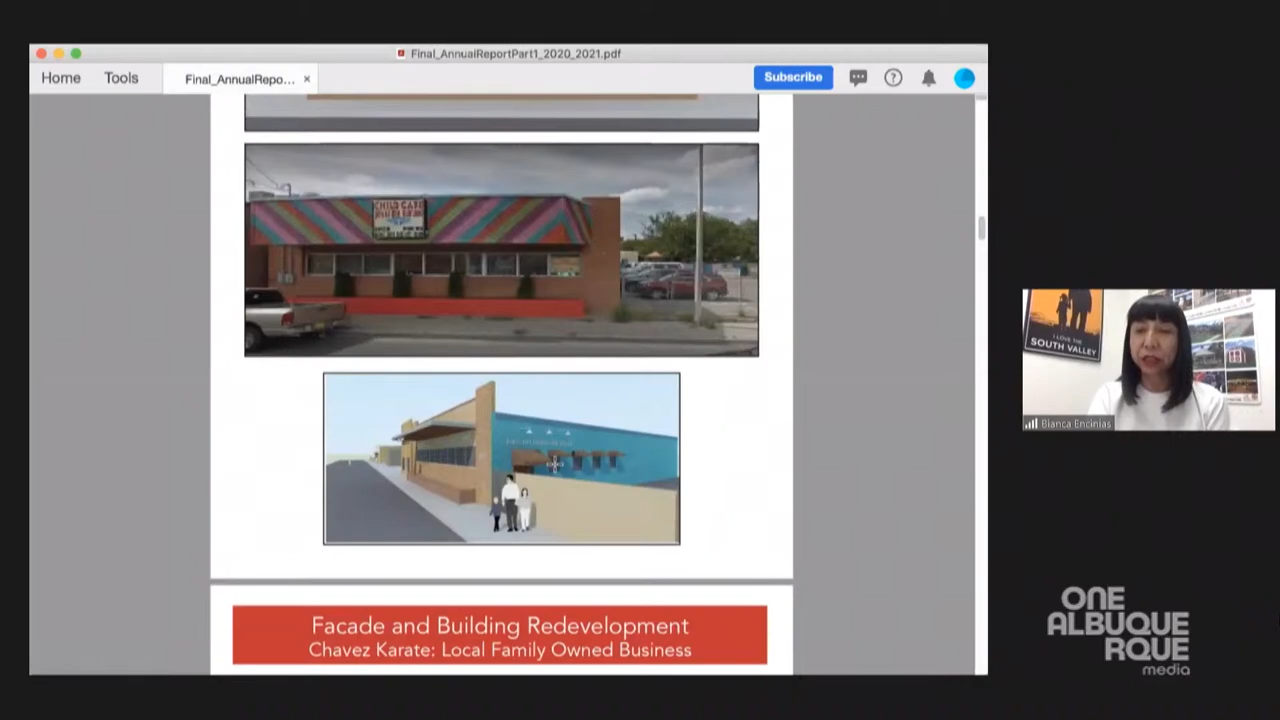 Final_AnnualReportPart1_2020_2021.pdf
Home
Tools
Final_AnnualRepo... ×
Subscribe
CHILD CARE
I LOVE THE
SOUTH VALLEY
Bianca Encinias
Facade and Building Redevelopment
Chavez Karate: Local Family Owned Business
ONE
ALBUQUE
RQUE
media